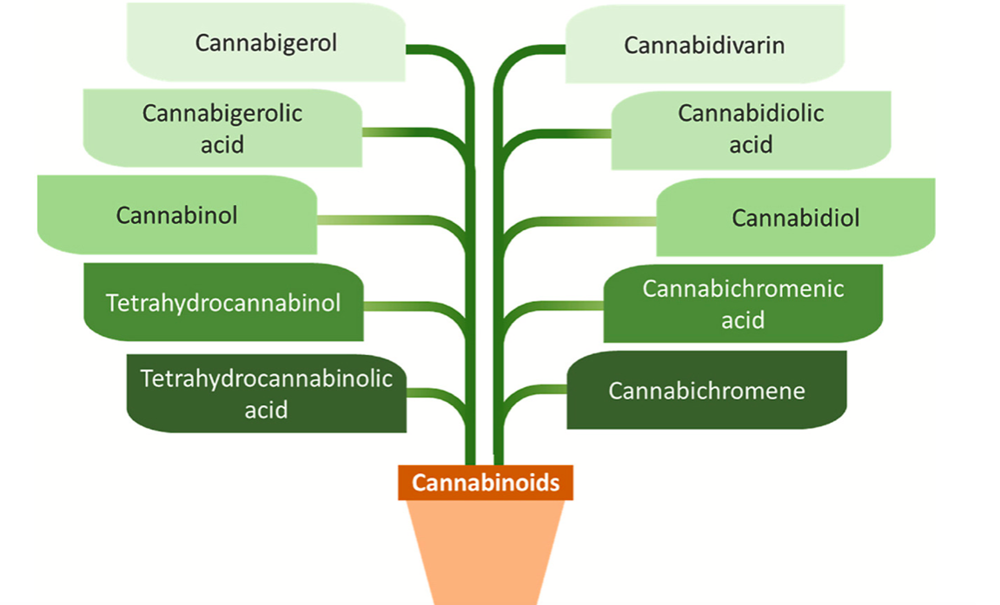 Cannabigerol
Cannabidivarin
Cannabigerolic
acid
Cannabidiolic
acid
Cannabinol
Cannabidiol
Tetrahydrocannabinol
Cannabichromenic
acid
Tetrahydrocannabinolic
acid
Cannabichromene
Cannabinoids